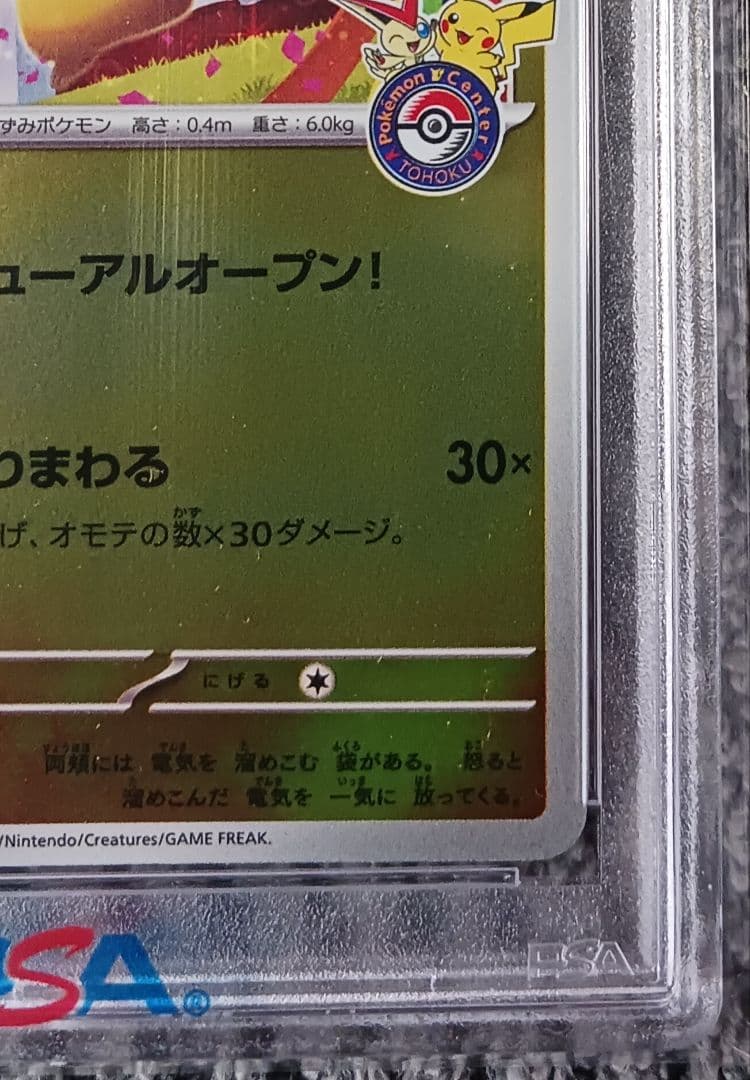 Pokémon Center
TOHOKU
ずみポケモン 高さ：0.4m 重さ：6.0kg
ューアルオープン!
りまわる 30×
げ、オモテの数×30ダメージ。
かず
にげる
両頬には 電気を 溜めこむ 袋がある。 怒ると
溜めこんだ 電気を 一気に 放ってくる。
/Nintendo/Creatures/GAME FREAK.
PSA®
PSA